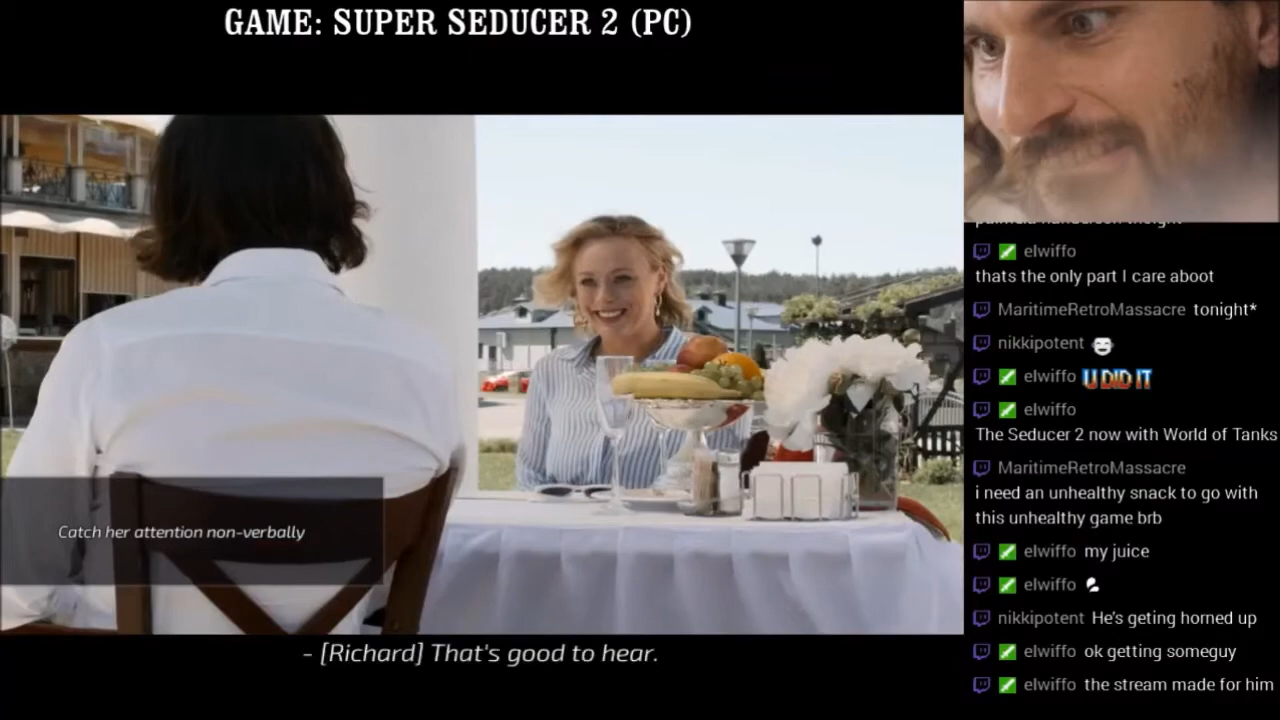 GAME: SUPER SEDUCER 2 (PC)
elwiffo
thats the only part I care aboot
MaritimeRetroMassacre tonight*
nikkipotent
elwiffo U DID IT
elwiffo
The Seducer 2 now with World of Tanks
MaritimeRetroMassacre
i need an unhealthy snack to go with
this unhealthy game brb
elwiffo my juice
elwiffo
nikkipotent He's geting horned up
elwiffo ok getting someguy
elwiffo the stream made for him
Catch her attention non-verbally
- [Richard] That's good to hear.